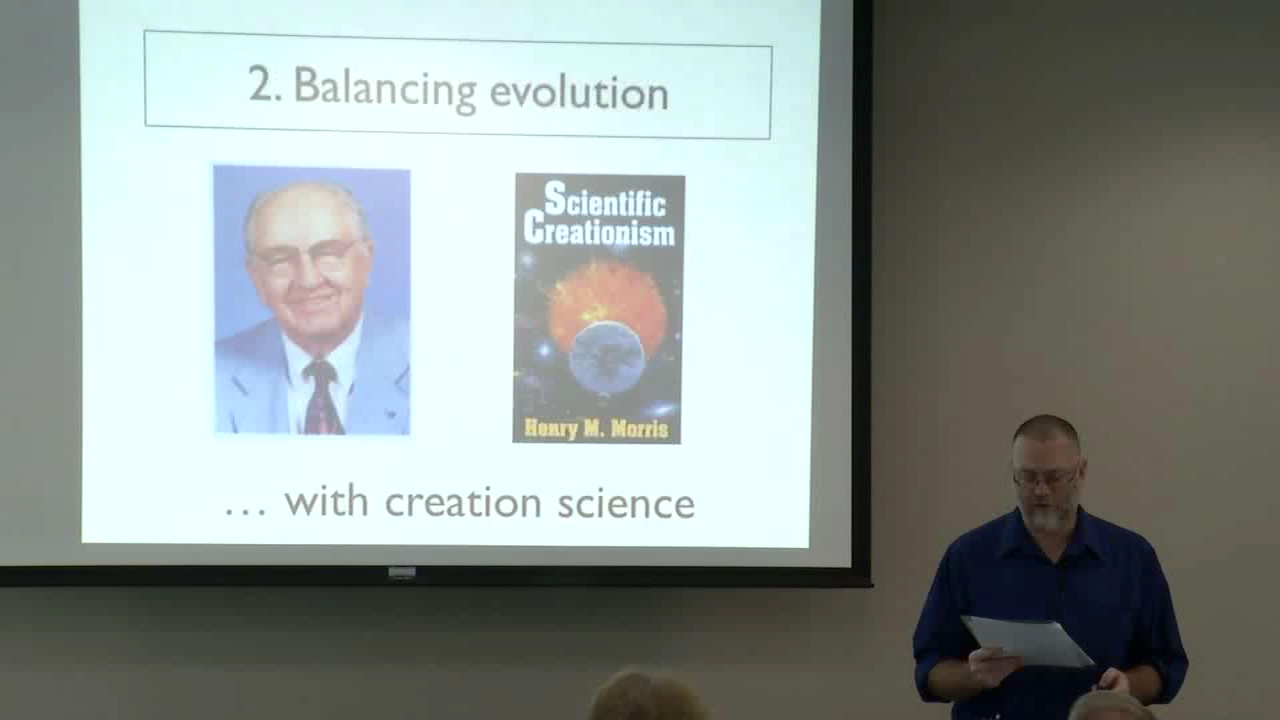 2. Balancing evolution
Scientific
Creationism
Henry M. Morris
… with creation science